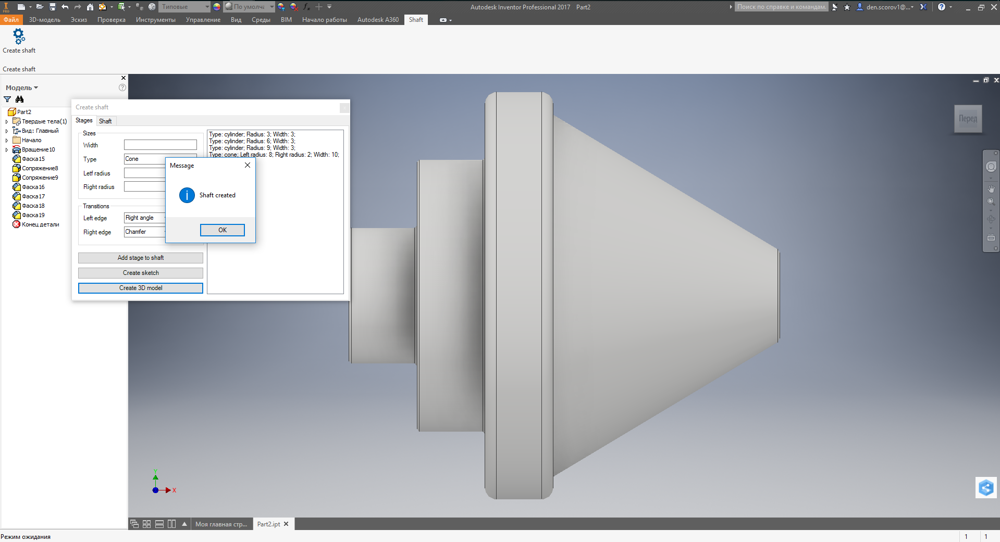 PRO
Типовые
По умолча
fx
Autodesk Inventor Professional 2017 Part2
Поиск по справке и командам.
den.scorov1@...
Файл 3D-модель Эскиз Проверка Инструменты Управление Вид Среды BIM Начало работы Autodesk A360 Shaft
Create shaft
Create shaft
Модель
Part2
Твердые тела(1)
Вид: Главный
Начало
Вращение10
Фаска15
Сопряжение8
Сопряжение9
Фаска16
Фаска17
Фаска18
Фаска19
Конец детали
Create shaft
Stages Shaft
Sizes
Width
Type Cone
Letf radius
Right radius
Transitions
Left edge Right angle
Right edge Chamfer
Add stage to shaft
Create sketch
Create 3D model
Type: cylinder; Radius: 3; Width: 3;
Type: cylinder; Radius: 6; Width: 3;
Type: cylinder; Radius: 9; Width: 3;
Type: cone; Left radius: 8; Right radius: 2; Width: 10;
Message
Shaft created
OK
Перед
Y
X
Моя главная стр... Part2.ipt
Режим ожидания 1 1